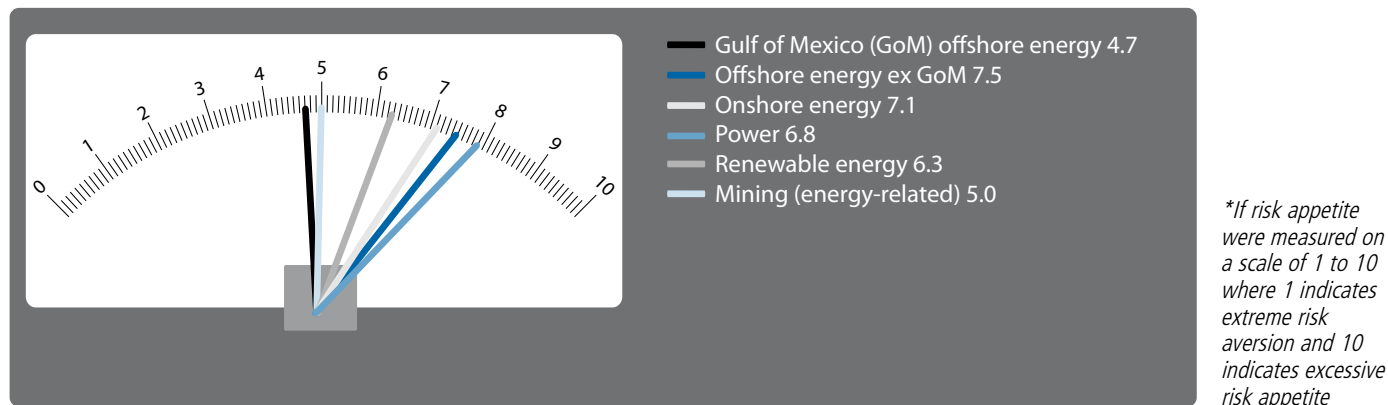 0
1
2
3
4
5
6
7
8
9
10
Gulf of Mexico (GoM) offshore energy 4.7
Offshore energy ex GoM 7.5
Onshore energy 7.1
Power 6.8
Renewable energy 6.3
Mining (energy-related) 5.0
*If risk appetite
were measured on
a scale of 1 to 10
where 1 indicates
extreme risk
aversion and 10
indicates excessive
risk appetite